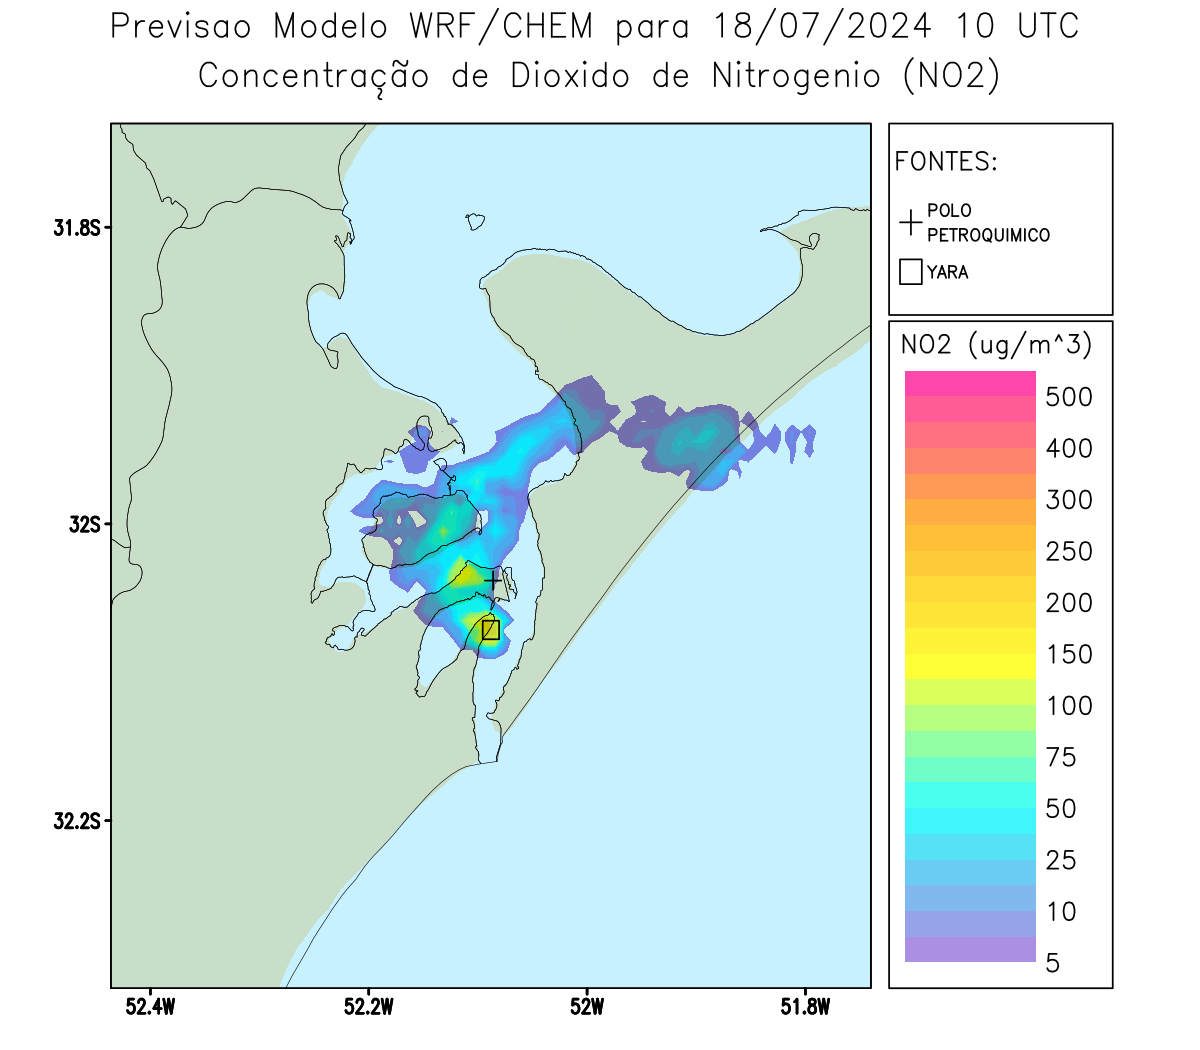 Previsao Modelo WRF/CHEM para 18/07/2024 10 UTC
Concentração de Dioxido de Nitrogenio (NO2)
FONTES:
POLO
PETROQUIMICO
YARA
31.8S
32S
32.2S
52.4W
52.2W
52W
51.8W
NO2 (ug/m^3)
500
400
300
250
200
150
100
75
50
25
10
5